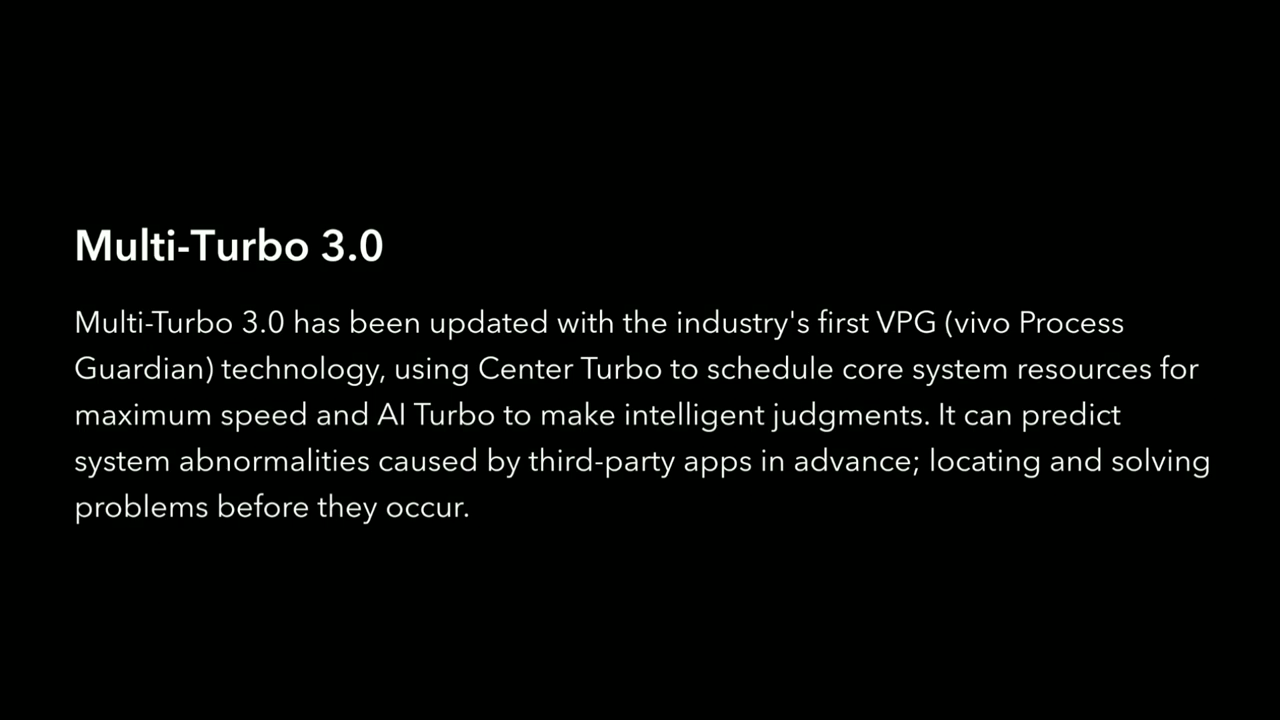 Multi-Turbo 3.0
Multi-Turbo 3.0 has been updated with the industry's first VPG (vivo Process
Guardian) technology, using Center Turbo to schedule core system resources for
maximum speed and AI Turbo to make intelligent judgments. It can predict
system abnormalities caused by third-party apps in advance; locating and solving
problems before they occur.